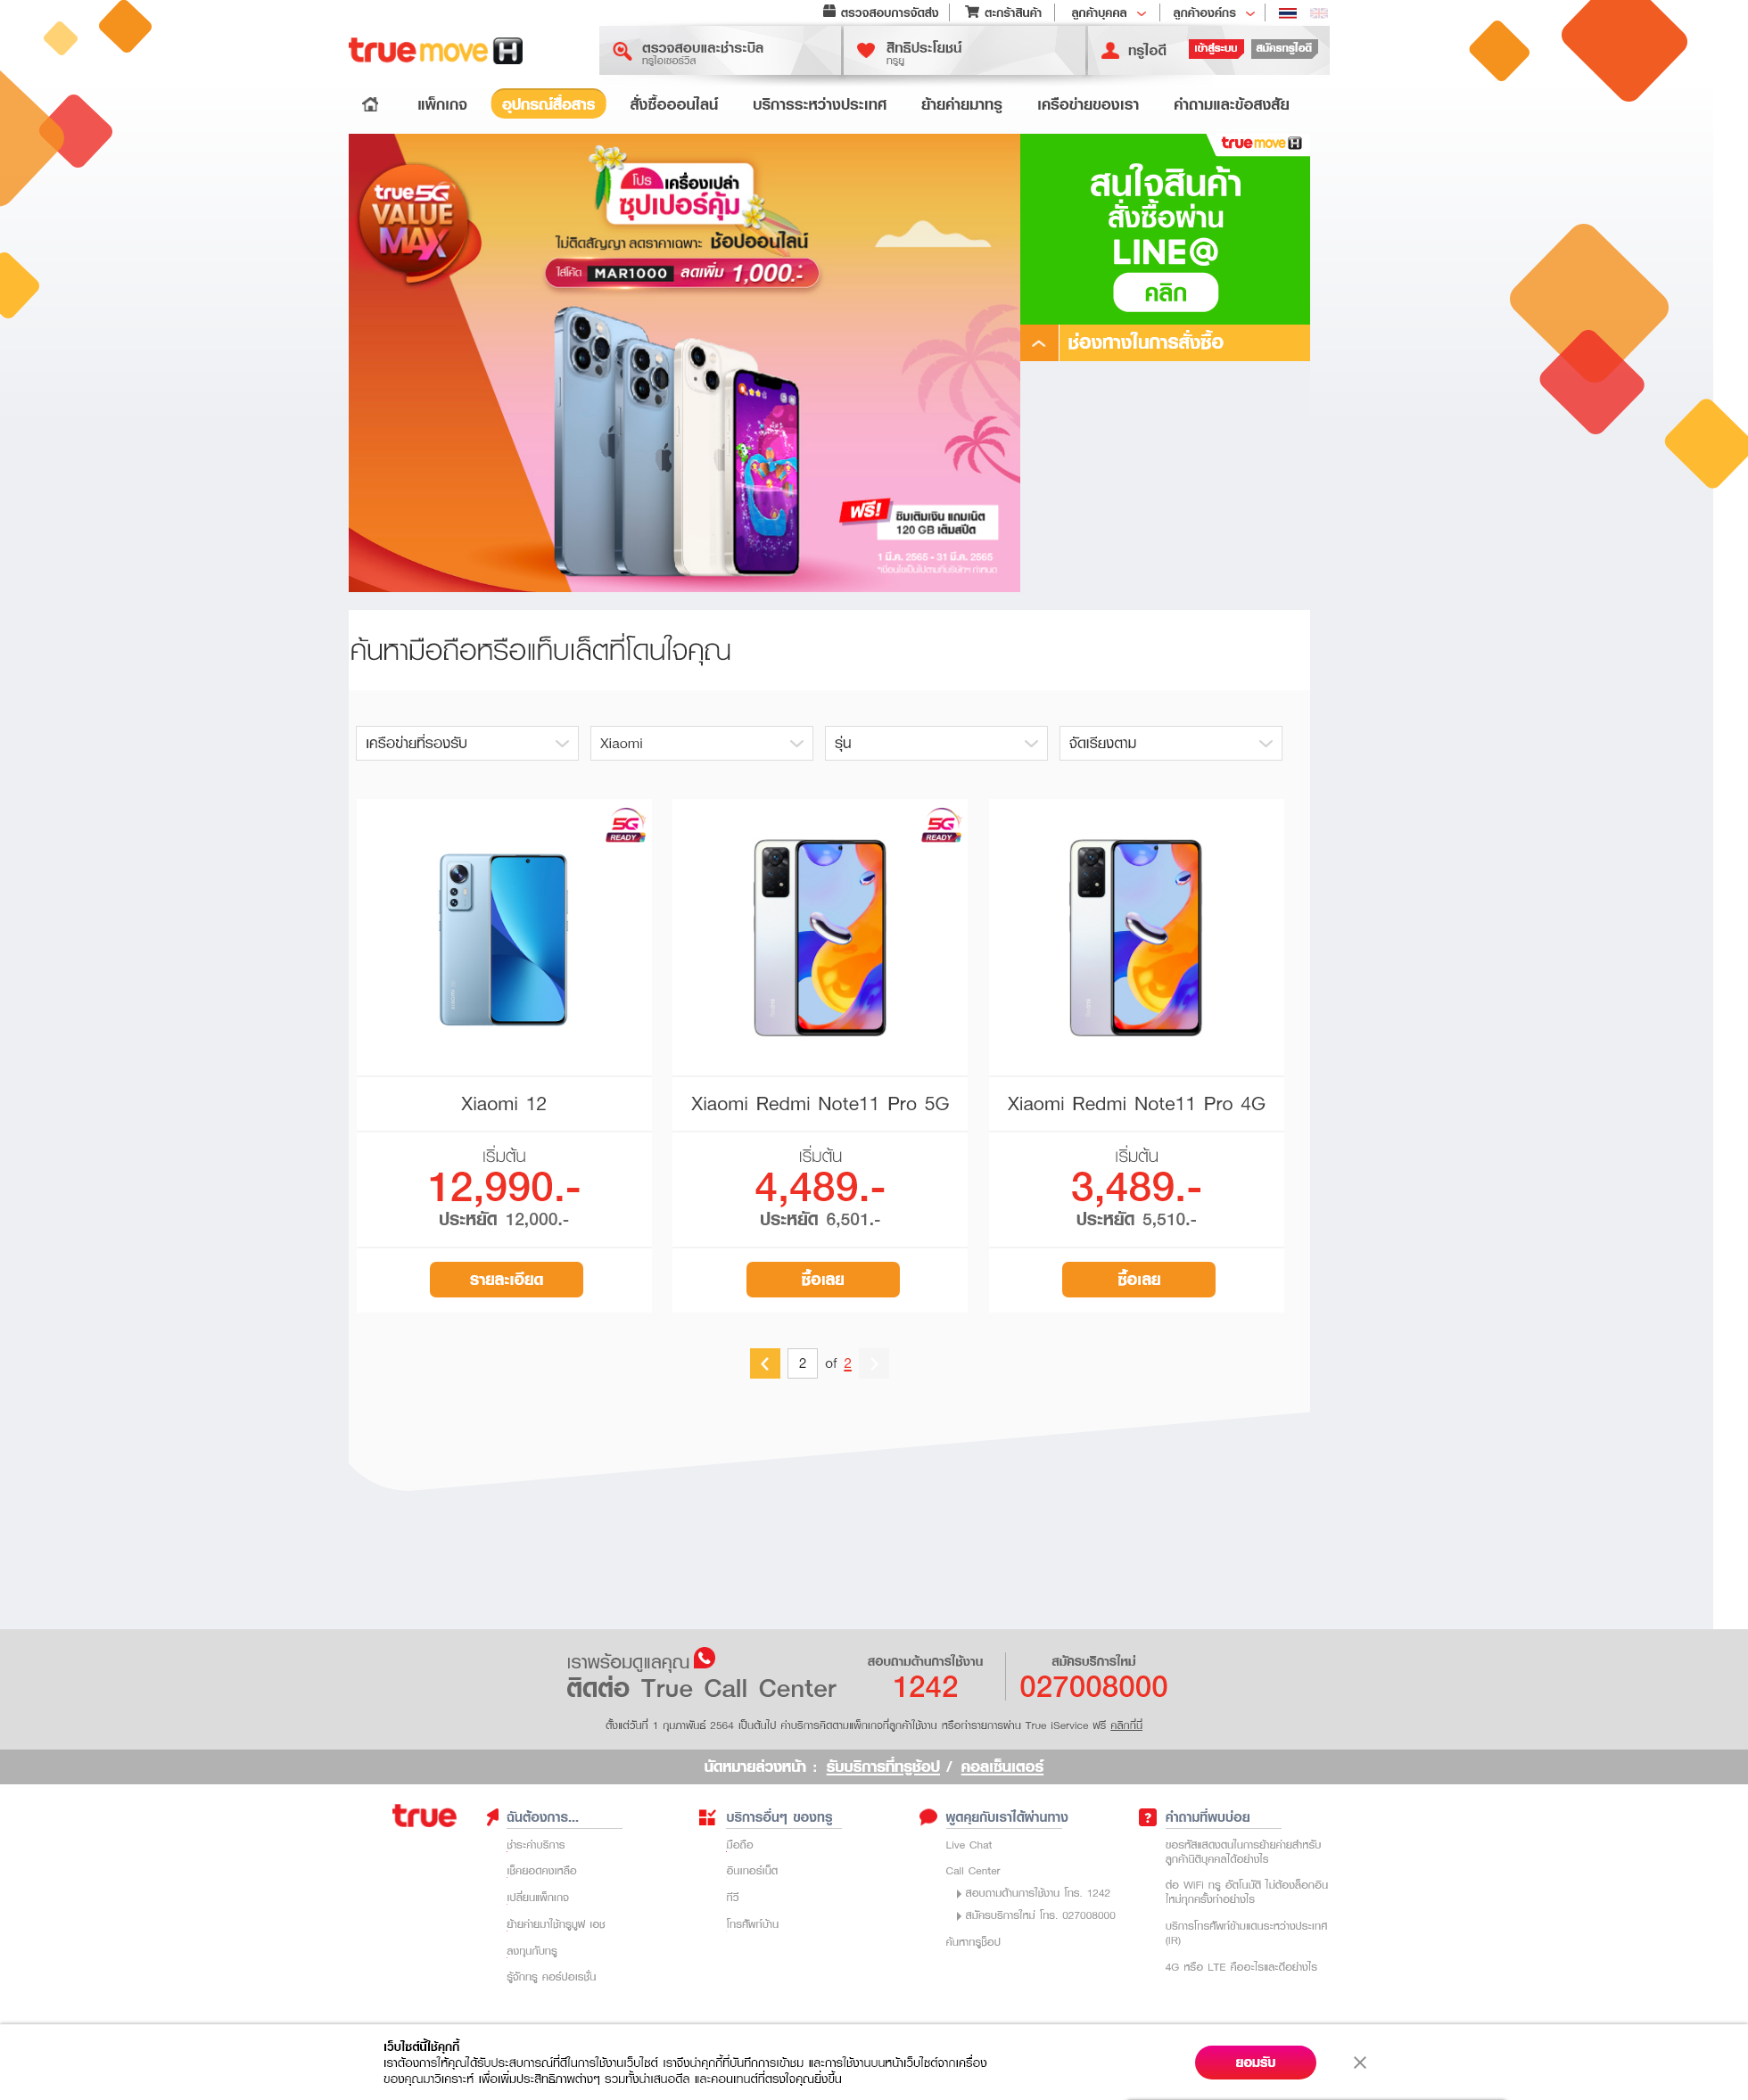 ตรวจสอบการจัดส่ง
ตะกร้าสินค้า
ลูกค้าบุคคล
ลูกค้าองค์กร
truemove H
ตรวจสอบและชำระบิล
ทรูไอเซอร์วิส
สิทธิประโยชน์
ทรูยู
ทรูไอดี
เข้าสู่ระบบ
สมัครทรูไอดี
แพ็กเกจ
อุปกรณ์สื่อสาร
สั่งซื้อออนไลน์
บริการระหว่างประเทศ
ย้ายค่ายมาทรู
เครือข่ายของเรา
คำถามและข้อสงสัย
true 5G
VALUE
MAX
โปร เครื่องเปล่า
ซุปเปอร์คุ้ม
ไม่ติดสัญญา ลดราคาเฉพาะ ช้อปออนไลน์
ใส่โค้ด MAR1000 ลดเพิ่ม 1,000.-
ฟรี! ซิมเติมเงิน แถมเน็ต
120 GB เต็มสปีด
1 มี.ค. 2565 - 31 มี.ค. 2565
*เงื่อนไขเป็นไปตามที่บริษัทฯ กำหนด
truemove H
สนใจสินค้า
สั่งซื้อผ่าน
LINE@
คลิก
ช่องทางในการสั่งซื้อ
ค้นหามือถือหรือแท็บเล็ตที่โดนใจคุณ
เครือข่ายที่รองรับ
Xiaomi
รุ่น
จัดเรียงตาม
5G
READY
5G
READY
Xiaomi 12
Xiaomi Redmi Note11 Pro 5G
Xiaomi Redmi Note11 Pro 4G
เริ่มต้น
12,990.-
ประหยัด 12,000.-
เริ่มต้น
4,489.-
ประหยัด 6,501.-
เริ่มต้น
3,489.-
ประหยัด 5,510.-
รายละเอียด
ซื้อเลย
ซื้อเลย
2 of 2
เราพร้อมดูแลคุณ
ติดต่อ True Call Center
สอบถามด้านการใช้งาน
1242
สมัครบริการใหม่
027008000
ตั้งแต่วันที่ 1 กุมภาพันธ์ 2564 เป็นต้นไป ค่าบริการคิดตามแพ็กเกจที่ลูกค้าใช้งาน หรือทำรายการผ่าน True iService ฟรี คลิกที่นี่
นัดหมายล่วงหน้า : รับบริการที่ทรูช้อป / คอลเซ็นเตอร์
true
ฉันต้องการ...
ชำระค่าบริการ
เช็คยอดคงเหลือ
เปลี่ยนแพ็กเกจ
ย้ายค่ายมาใช้ทรูมูฟ เอช
ลงทุนกับทรู
รู้จักทรู คอร์ปอเรชั่น
บริการอื่นๆ ของทรู
มือถือ
อินเทอร์เน็ต
ทีวี
โทรศัพท์บ้าน
พูดคุยกับเราได้ผ่านทาง
Live Chat
Call Center
สอบถามด้านการใช้งาน โทร. 1242
สมัครบริการใหม่ โทร. 027008000
ค้นหาทรูช็อป
คำถามที่พบบ่อย
ขอรหัสแสดงตนในการย้ายค่ายสำหรับ
ลูกค้านิติบุคคลได้อย่างไร
ต่อ WiFi ทรู อัตโนมัติ ไม่ต้องล็อกอิน
ใหม่ทุกครั้งทำอย่างไร
บริการโทรศัพท์ข้ามแดนระหว่างประเทศ
(IR)
4G หรือ LTE คืออะไรและดีอย่างไร
เว็บไซต์นี้ใช้คุกกี้
เราต้องการให้คุณได้รับประสบการณ์ที่ดีในการใช้งานเว็บไซต์ เราจึงนำคุกกี้ที่บันทึกการเข้าชม และการใช้งานบนหน้าเว็บไซต์จากเครื่อง
ของคุณมาวิเคราะห์ เพื่อเพิ่มประสิทธิภาพต่างๆ รวมทั้งนำเสนอดีล และคอนเทนต์ที่ตรงใจคุณยิ่งขึ้น
ยอมรับ